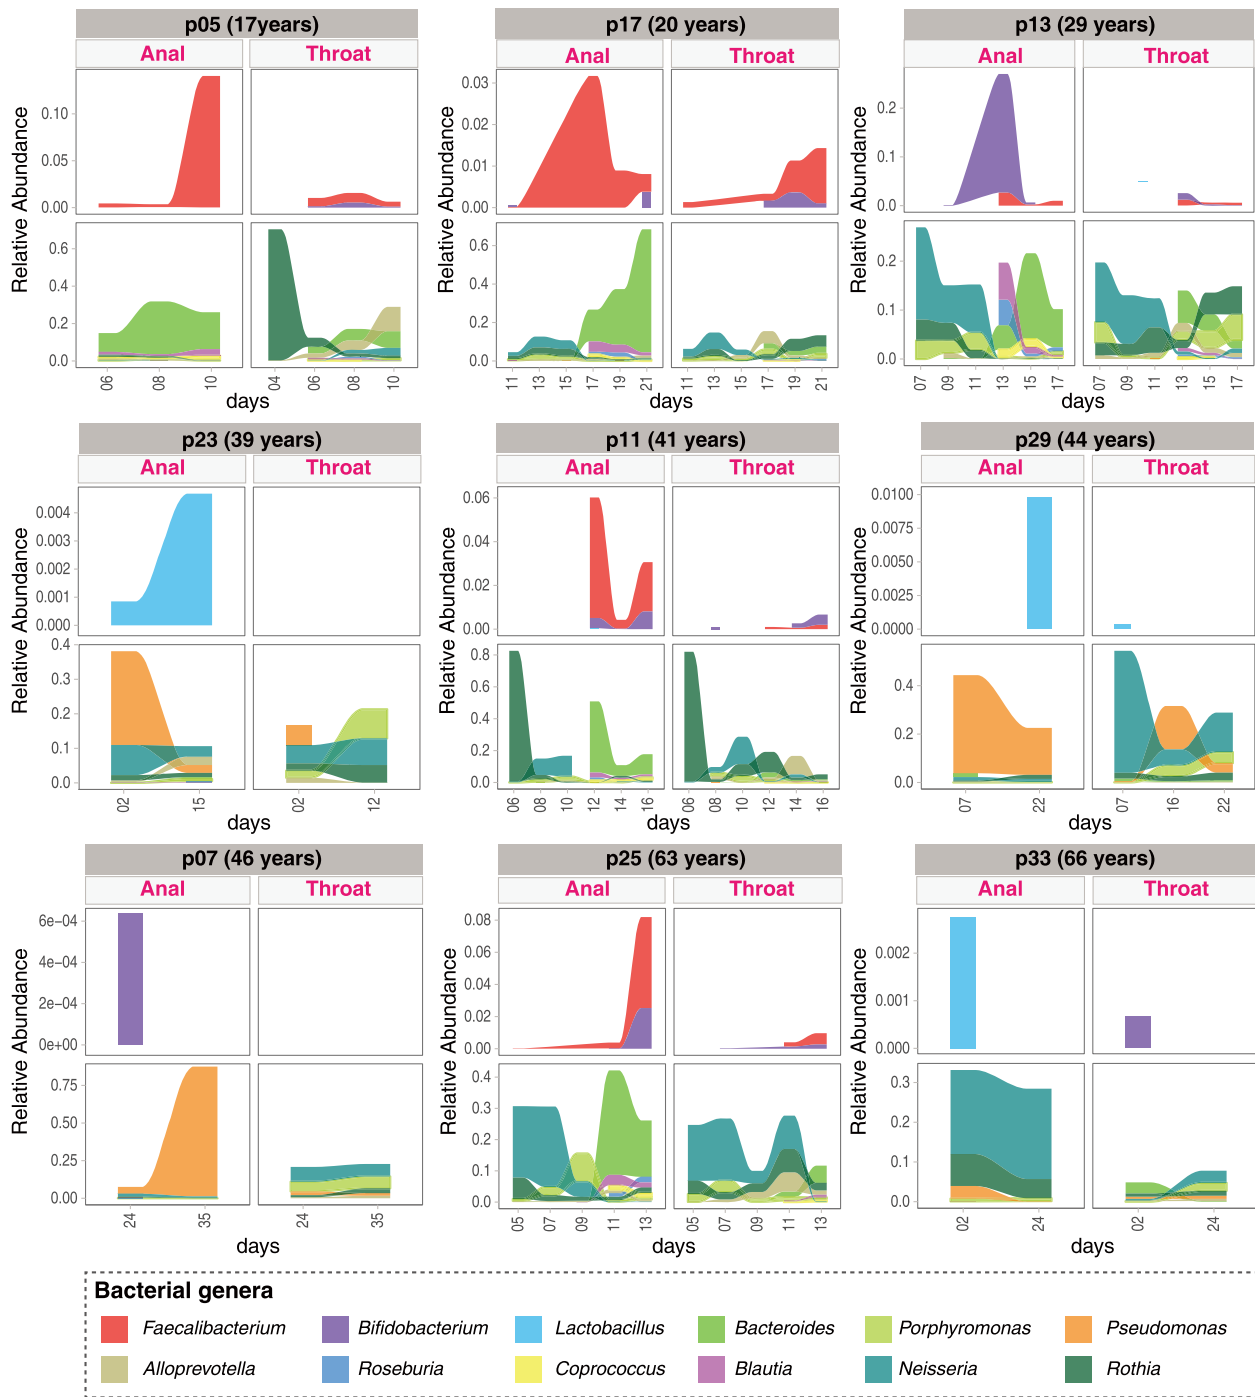 p05 (17years)
Anal
Throat
Relative Abundance
0.10
0.05
0.00
0.6
0.4
0.2
0.0
06
08
10
04
06
08
10
days
p17 (20 years)
Anal
Throat
Relative Abundance
0.03
0.02
0.01
0.00
0.6
0.4
0.2
0.0
11
13
15
17
19
21
11
13
15
17
19
21
days
p13 (29 years)
Anal
Throat
Relative Abundance
0.2
0.1
0.0
0.2
0.1
0.0
07
09
11
13
15
17
07
09
11
13
15
17
days
p23 (39 years)
Anal
Throat
Relative Abundance
0.004
0.003
0.002
0.001
0.000
0.4
0.3
0.2
0.1
0.0
02
15
02
12
days
p11 (41 years)
Anal
Throat
Relative Abundance
0.06
0.04
0.02
0.00
0.8
0.6
0.4
0.2
0.0
06
08
10
12
14
16
06
08
10
12
14
16
days
p29 (44 years)
Anal
Throat
Relative Abundance
0.0100
0.0075
0.0050
0.0025
0.0000
0.4
0.2
0.0
07
22
07
16
22
days
p07 (46 years)
Anal
Throat
Relative Abundance
6e−04
4e−04
2e−04
0e+00
0.75
0.50
0.25
0.00
24
35
24
35
days
p25 (63 years)
Anal
Throat
Relative Abundance
0.08
0.06
0.04
0.02
0.00
0.4
0.3
0.2
0.1
0.0
05
07
09
11
13
05
07
09
11
13
days
p33 (66 years)
Anal
Throat
Relative Abundance
0.002
0.001
0.000
0.3
0.2
0.1
0.0
02
24
02
24
days
Bacterial genera
Faecalibacterium
Bifidobacterium
Lactobacillus
Bacteroides
Porphyromonas
Pseudomonas
Alloprevotella
Roseburia
Coprococcus
Blautia
Neisseria
Rothia